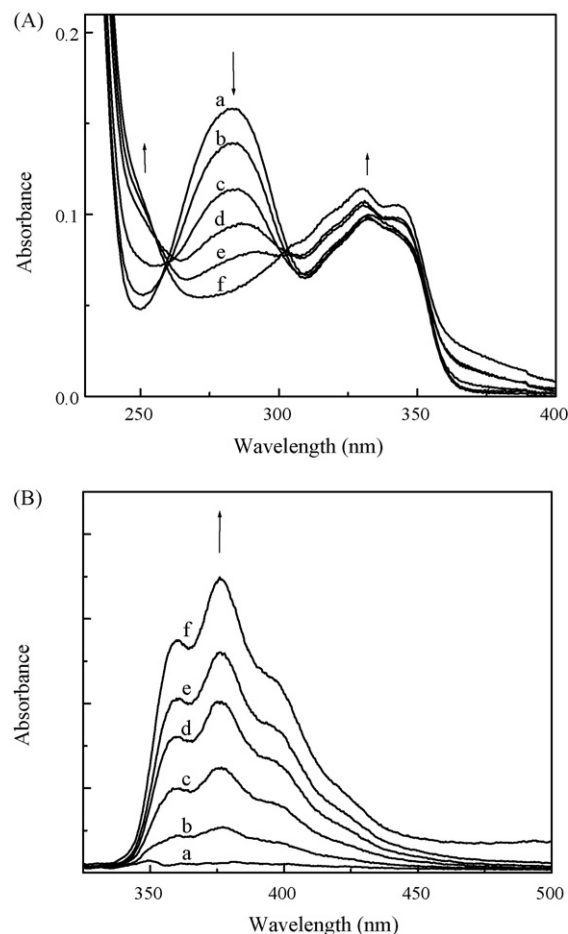 (A)
0.2
a
b
c
0.1
d
e
f
0.0
250
300
350
400
Absorbance
Wavelength (nm)
(B)
f
e
d
c
b
a
350
400
450
500
Absorbance
Wavelength (nm)